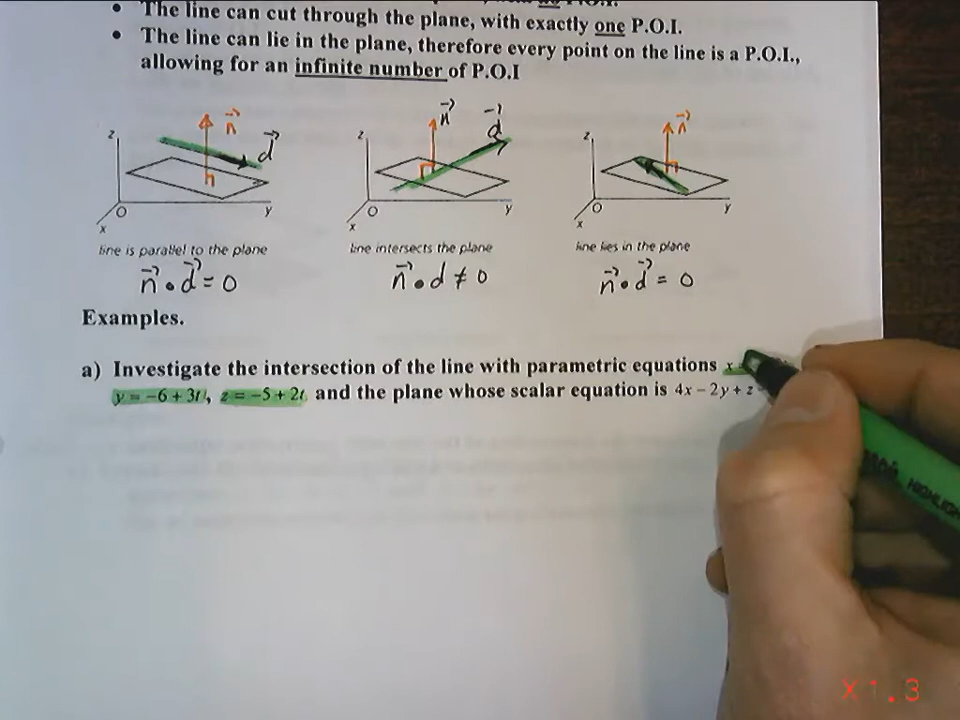 • The line can cut through the plane, with exactly one P.O.I.
• The line can lie in the plane, therefore every point on the line is a P.O.I.,
allowing for an infinite number of P.O.I
z n⃗ d⃗ O x y
z n⃗ d⃗ O x y
z n⃗ O x y
line is parallel to the plane
line intersects the plane
line lies in the plane
n⃗ • d⃗ = 0
n⃗ • d ≠ 0
n⃗ • d⃗ = 0
Examples.
a) Investigate the intersection of the line with parametric equations x
y = -6 + 3t, z = -5 + 2t, and the plane whose scalar equation is 4x - 2y + z
HIGHLIGH
X1.3